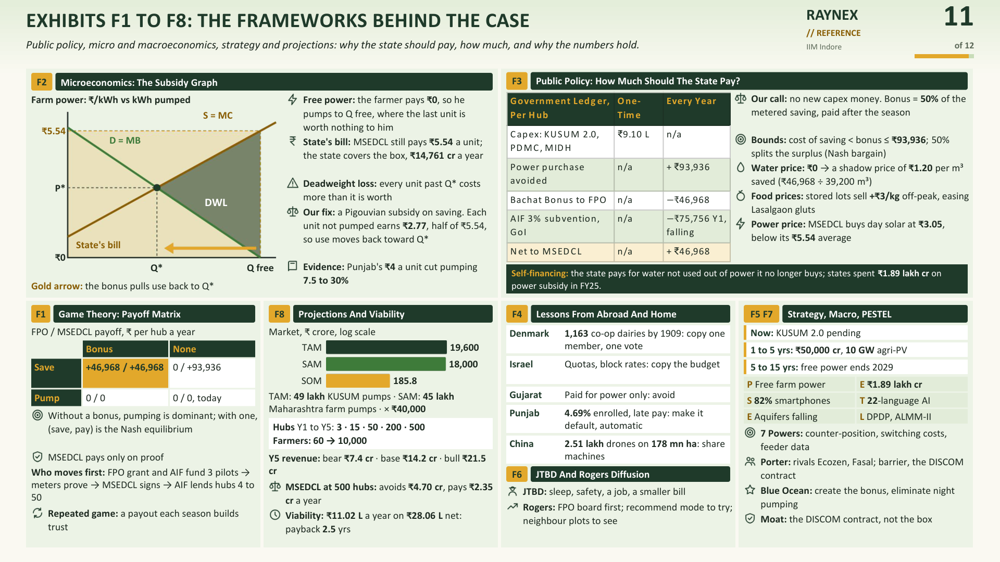 EXHIBITS F1 TO F8: THE FRAMEWORKS BEHIND THE CASE
Public policy, micro and macroeconomics, strategy and projections: why the state should pay, how much, and why the numbers hold.
RAYNEX
// REFERENCE
IIM Indore
11
of 12
F2
Microeconomics: The Subsidy Graph
Farm power: ₹/kWh vs kWh pumped
S = MC
₹5.54
D = MB
P*
DWL
State's bill
₹0
Q*
Q free
Gold arrow: the bonus pulls use back to Q*
Free power: the farmer pays ₹0, so he
pumps to Q free, where the last unit is
worth nothing to him
State's bill: MSEDCL still pays ₹5.54 a unit;
the state covers the box, ₹14,761 cr a year
Deadweight loss: every unit past Q* costs
more than it is worth
Our fix: a Pigouvian subsidy on saving. Each
unit not pumped earns ₹2.77, half of ₹5.54,
so use moves back toward Q*
Evidence: Punjab's ₹4 a unit cut pumping
7.5 to 30%
F3
Public Policy: How Much Should The State Pay?
Government Ledger, Per Hub
One-Time
Every Year
Capex: KUSUM 2.0, PDMC, MIDH
₹9.10 L
n/a
Power purchase avoided
n/a
+ ₹93,936
Bachat Bonus to FPO
n/a
−₹46,968
AIF 3% subvention, GoI
n/a
−₹75,756 Y1, falling
Net to MSEDCL
n/a
+ ₹46,968
Our call: no new capex money. Bonus = 50% of the
metered saving, paid after the season
Bounds: cost of saving < bonus ≤ ₹93,936; 50%
splits the surplus (Nash bargain)
Water price: ₹0 → a shadow price of ₹1.20 per m³
saved (₹46,968 ÷ 39,200 m³)
Food prices: stored lots sell +₹3/kg off-peak, easing
Lasalgaon gluts
Power price: MSEDCL buys day solar at ₹3.05,
below its ₹5.54 average
Self-financing: the state pays for water not used out of power it no longer buys; states spent ₹1.89 lakh cr on
power subsidy in FY25.
F1
Game Theory: Payoff Matrix
FPO / MSEDCL payoff, ₹ per hub a year
Bonus
None
Save
+46,968 / +46,968
0 / +93,936
Pump
0 / 0
0 / 0, today
Without a bonus, pumping is dominant; with one,
(save, pay) is the Nash equilibrium
MSEDCL pays only on proof
Who moves first: FPO grant and AIF fund 3 pilots →
meters prove → MSEDCL signs → AIF lends hubs 4 to
50
Repeated game: a payout each season builds
trust
F8
Projections And Viability
Market, ₹ crore, log scale
TAM
19,600
SAM
18,000
SOM
185.8
TAM: 49 lakh KUSUM pumps · SAM: 45 lakh
Maharashtra farm pumps · × ₹40,000
Hubs Y1 to Y5: 3 · 15 · 50 · 200 · 500
Farmers: 60 → 10,000
Y5 revenue: bear ₹7.4 cr · base ₹14.2 cr · bull ₹21.5
cr
MSEDCL at 500 hubs: avoids ₹4.70 cr, pays ₹2.35
cr a year
Viability: ₹11.02 L a year on ₹28.06 L net:
payback 2.5 yrs
F4
Lessons From Abroad And Home
Denmark
1,163 co-op dairies by 1909: copy one
member, one vote
Israel
Quotas, block rates: copy the budget
Gujarat
Paid for power only: avoid
Punjab
4.69% enrolled, late pay: make it
default, automatic
China
2.51 lakh drones on 178 mn ha: share
machines
F6
JTBD And Rogers Diffusion
JTBD: sleep, safety, a job, a smaller bill
Rogers: FPO board first; recommend mode to try;
neighbour plots to see
F5 F7
Strategy, Macro, PESTEL
Now: KUSUM 2.0 pending
1 to 5 yrs: ₹50,000 cr, 10 GW agri-PV
5 to 15 yrs: free power ends 2029
P Free farm power
E ₹1.89 lakh cr
S 82% smartphones
T 22-language AI
E Aquifers falling
L DPDP, ALMM-II
7 Powers: counter-position, switching costs,
feeder data
Porter: rivals Ecozen, Fasal; barrier, the DISCOM
contract
Blue Ocean: create the bonus, eliminate night
pumping
Moat: the DISCOM contract, not the box